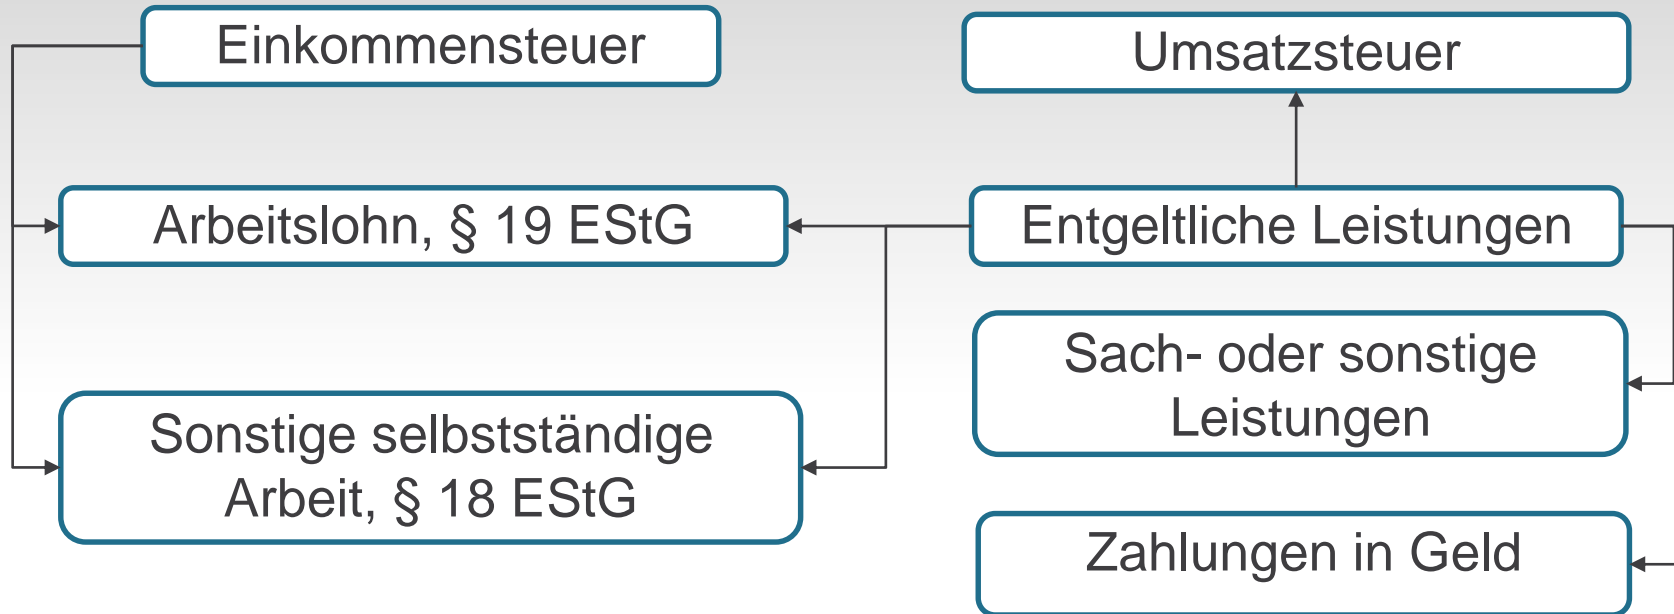 Einkommensteuer
Umsatzsteuer
Arbeitslohn, § 19 EStG
Entgeltliche Leistungen
Sach- oder sonstige
Leistungen
Sonstige selbstständige
Arbeit, § 18 EStG
Zahlungen in Geld